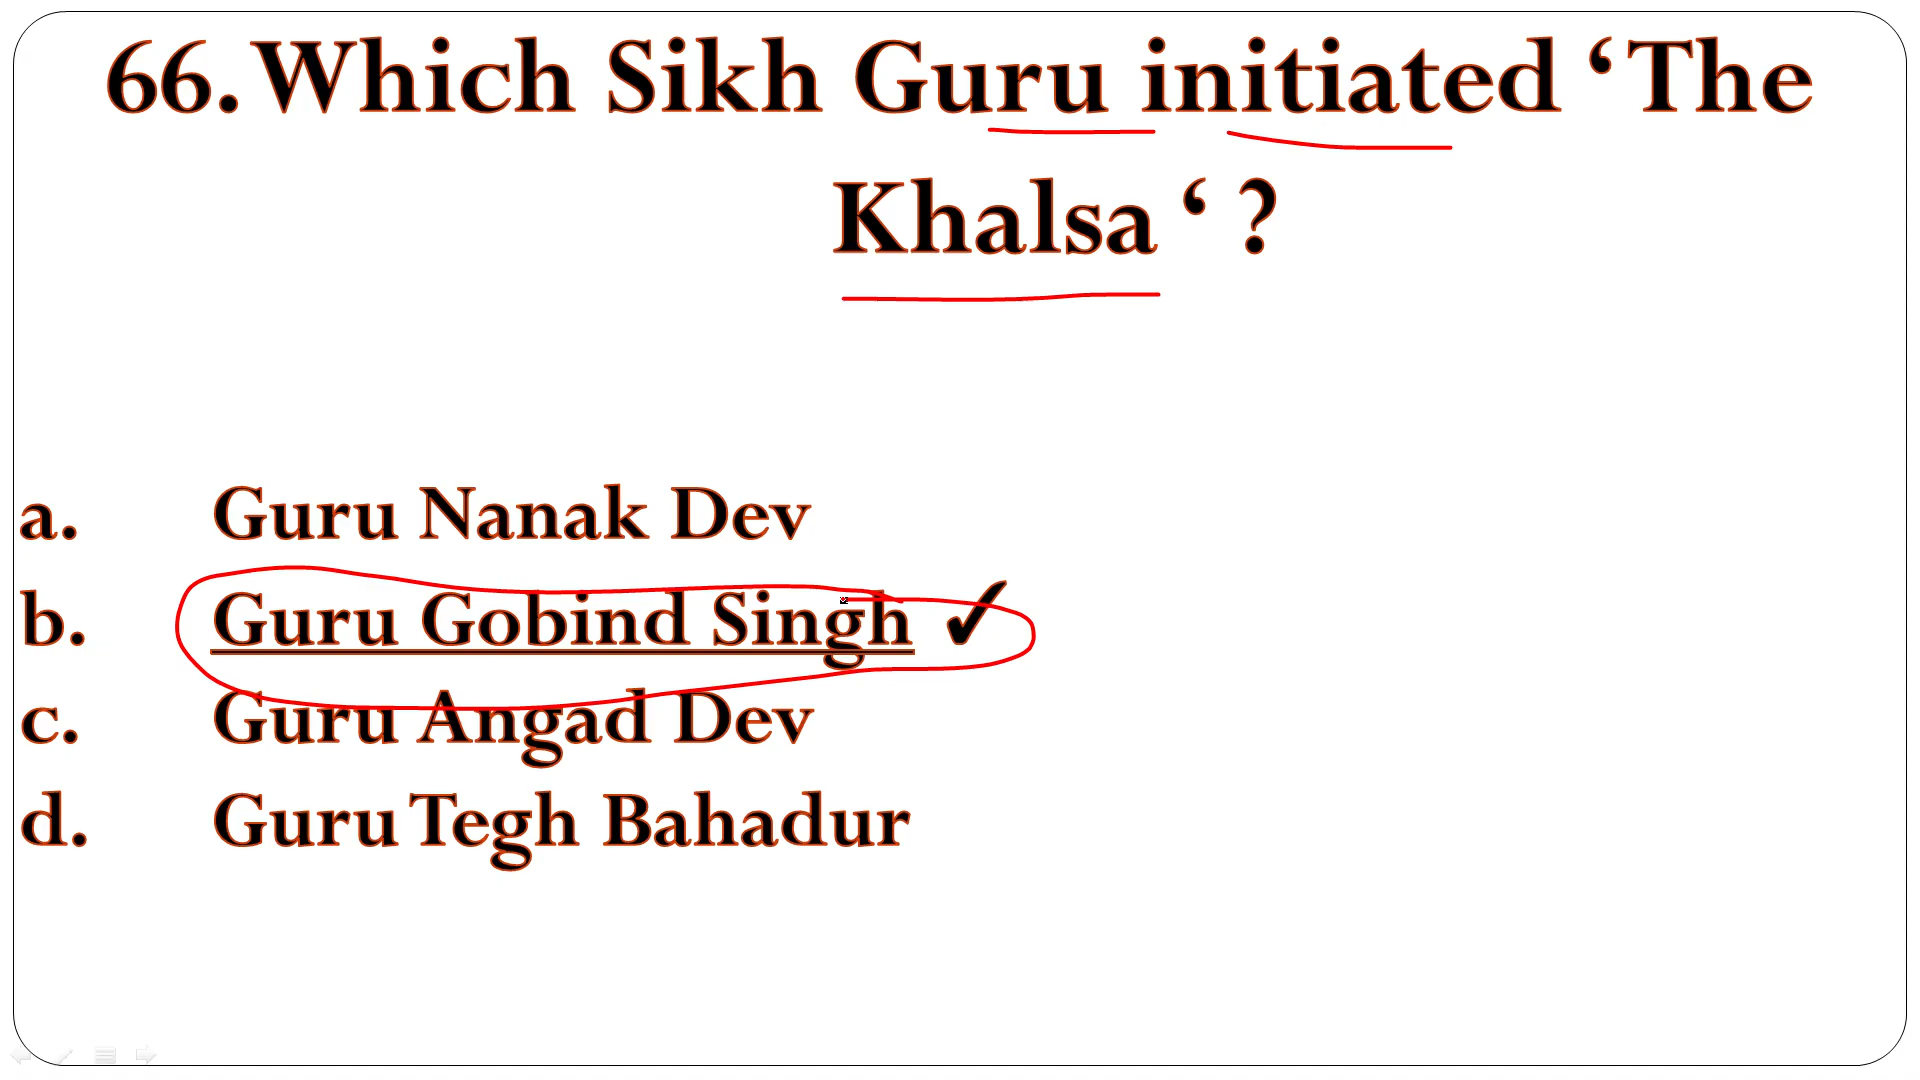 66. Which Sikh Guru initiated ‘The
Khalsa ‘ ?
a. Guru Nanak Dev
b. Guru Gobind Singh ✓
c. Guru Angad Dev
d. Guru Tegh Bahadur